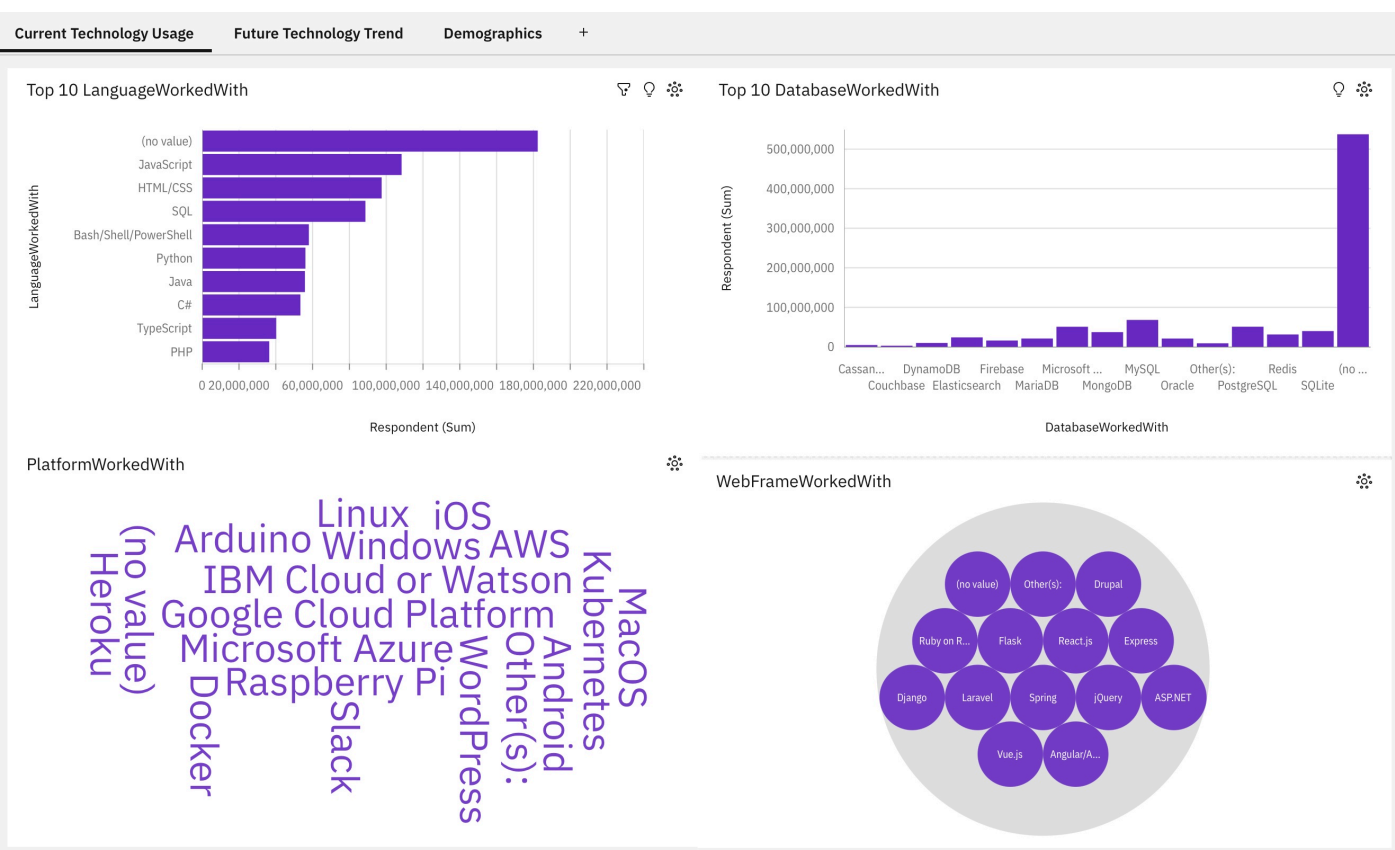 Current Technology Usage Future Technology Trend Demographics +
Top 10 LanguageWorkedWith
LanguageWorkedWith
(no value)
JavaScript
HTML/CSS
SQL
Bash/Shell/PowerShell
Python
Java
C#
TypeScript
PHP
0 20,000,000 60,000,000 100,000,000 140,000,000 180,000,000 220,000,000
Respondent (Sum)
Top 10 DatabaseWorkedWith
Respondent (Sum)
500,000,000
400,000,000
300,000,000
200,000,000
100,000,000
0
Cassan... DynamoDB Firebase Microsoft ... MySQL Other(s): Redis (no ...
Couchbase Elasticsearch MariaDB MongoDB Oracle PostgreSQL SQLite
DatabaseWorkedWith
PlatformWorkedWith
Linux iOS
Arduino Windows AWS
IBM Cloud or Watson
Google Cloud Platform
Microsoft Azure
Raspberry Pi
Heroku
(no value)
Docker
Slack
WordPress
Other(s):
Android
Kubernetes
MacOS
WebFrameWorkedWith
(no value) Other(s): Drupal
Ruby on R... Flask React.js Express
Django Laravel Spring jQuery ASP.NET
Vue.js Angular/A...